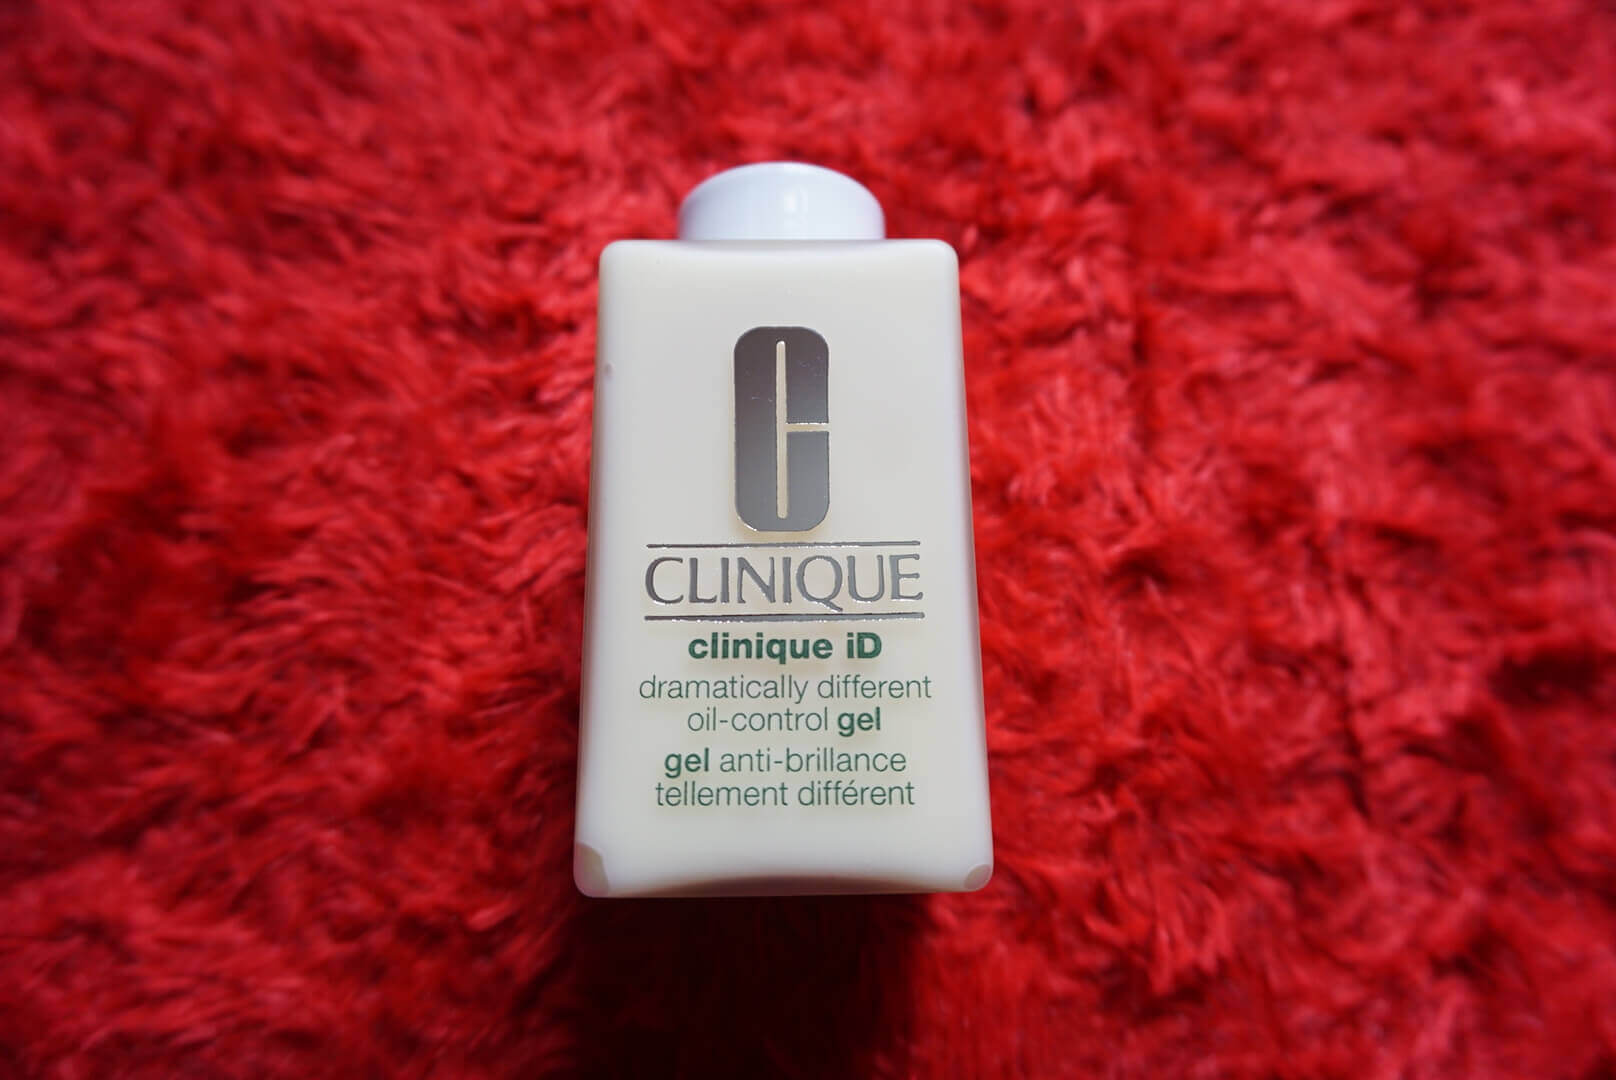 C
CLINIQUE
clinique iD
dramatically different
oil-control gel
gel anti-brillance
tellement différent